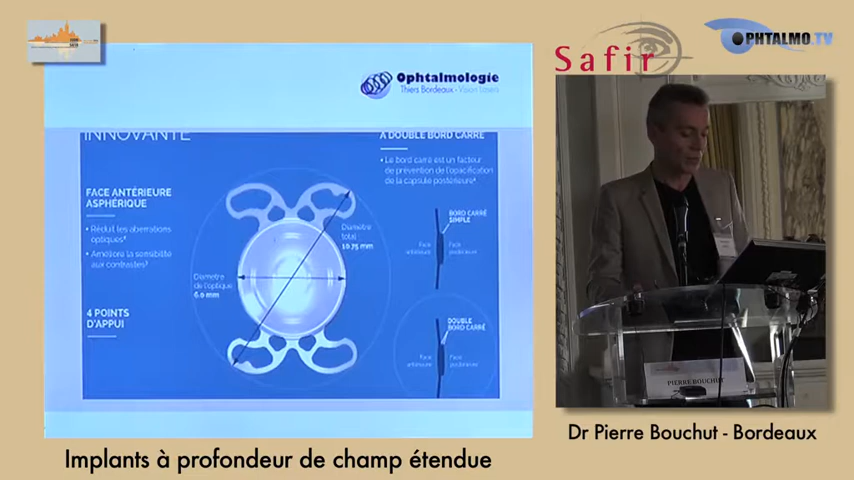 Safir
OPHTALMO.TV
Ophtalmologie
Thiers Bordeaux - Vision Lasers
INNOVANTE
À DOUBLE BORD CARRÉ
• Le bord carré est un facteur
de prévention de l'opacification
de la capsule postérieure⁴
FACE ANTÉRIEURE
ASPHÉRIQUE
• Réduit les aberrations
optiques
• Améliore la sensibilité
aux contrastes
Diamètre
total :
10.75 mm
Diamètre
de l'optique :
6.0 mm
4 POINTS
D'APPUI
BORD CARRÉ
SIMPLE
Face
antérieure
Face
postérieure
DOUBLE
BORD CARRÉ
Face
antérieure
Face
postérieure
PIERRE BOUCHUT
Dr Pierre Bouchut - Bordeaux
Implants à profondeur de champ étendue